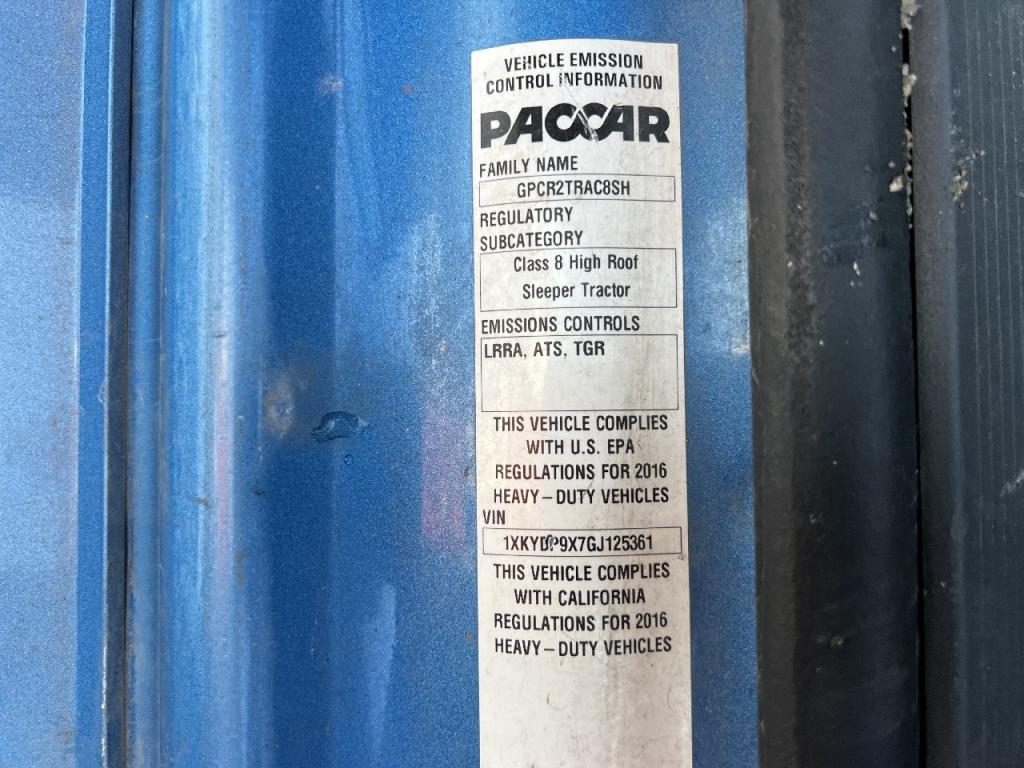 VEHICLE EMISSION
CONTROL INFORMATION
PACCAR
FAMILY NAME
GPCR2TRAC8SH
REGULATORY
SUBCATEGORY
Class 8 High Roof
Sleeper Tractor
EMISSIONS CONTROLS
LRRA, ATS, TGR
THIS VEHICLE COMPLIES
WITH U.S. EPA
REGULATIONS FOR 2016
HEAVY–DUTY VEHICLES
VIN
1XKYDP9X7GJ125361
THIS VEHICLE COMPLIES
WITH CALIFORNIA
REGULATIONS FOR 2016
HEAVY–DUTY VEHICLES